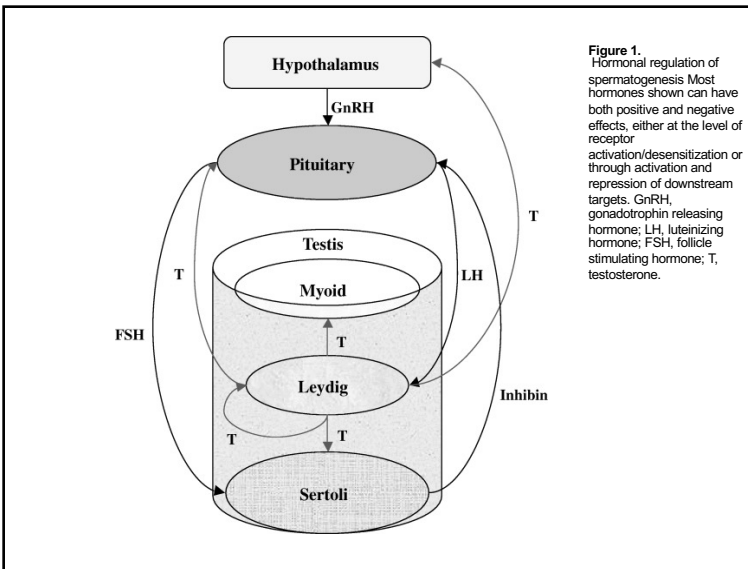 Hypothalamus
GnRH
Pituitary
T
Testis
T
LH
Myoid
FSH
T
Leydig
Inhibin
T
T
Sertoli
Figure 1.
Hormonal regulation of
spermatogenesis Most
hormones shown can have
both positive and negative
effects, either at the level of
receptor
activation/desensitization or
through activation and
repression of downstream
targets. GnRH,
gonadotrophin releasing
hormone; LH, luteinizing
hormone; FSH, follicle
stimulating hormone; T,
testosterone.